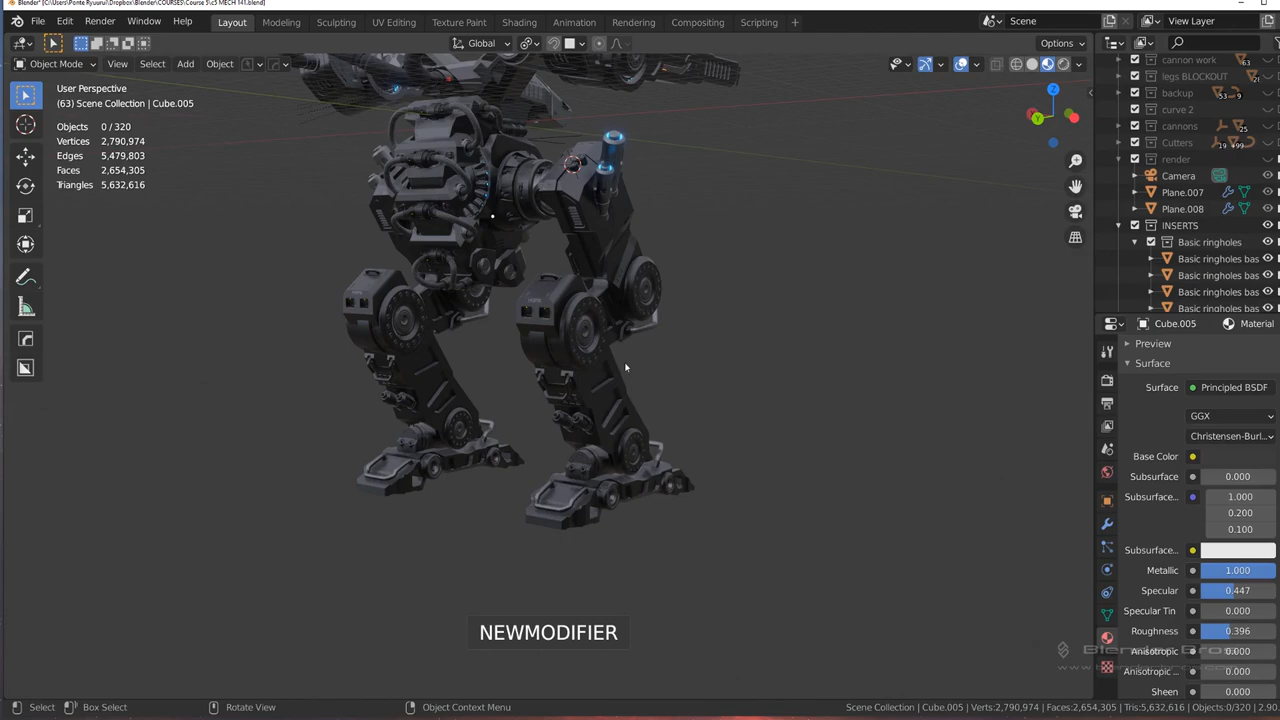 Blender* [C:\Users\Ponte Ryuurui\Dropbox\Blender\COURSES\Course 5\c5 MECH 141.blend]
File Edit Render Window Help Layout Modeling Sculpting UV Editing Texture Paint Shading Animation Rendering Compositing Scripting + Scene View Layer
Global Options
Object Mode View Select Add Object
User Perspective
(63) Scene Collection | Cube.005
Objects 0 / 320
Vertices 2,790,974
Edges 5,479,803
Faces 2,654,305
Triangles 5,632,616
Z
Y
cannon work 63
legs BLOCKOUT 21
backup 53 9
curve 2
cannons 25
Cutters 19 +99
render
Camera
Plane.007
Plane.008
INSERTS
Basic ringholes
Basic ringholes bas
Basic ringholes bas
Basic ringholes bas
Basic ringholes bas
Cube.005 Material
Preview
Surface
Surface Principled BSDF
GGX
Christensen-Burl...
Base Color
Subsurface 0.000
Subsurface... 1.000
0.200
0.100
Subsurface...
Metallic 1.000
Specular 0.447
Specular Tin 0.000
Roughness 0.396
Anisotropic 0.000
Anisotropic ... 0.000
Sheen 0.000
NEWMODIFIER
Select Box Select Rotate View Object Context Menu
Scene Collection | Cube.005 | Verts:2,790,974 | Faces:2,654,305 | Tris:5,632,616 | Objects:0/320 | 2.90